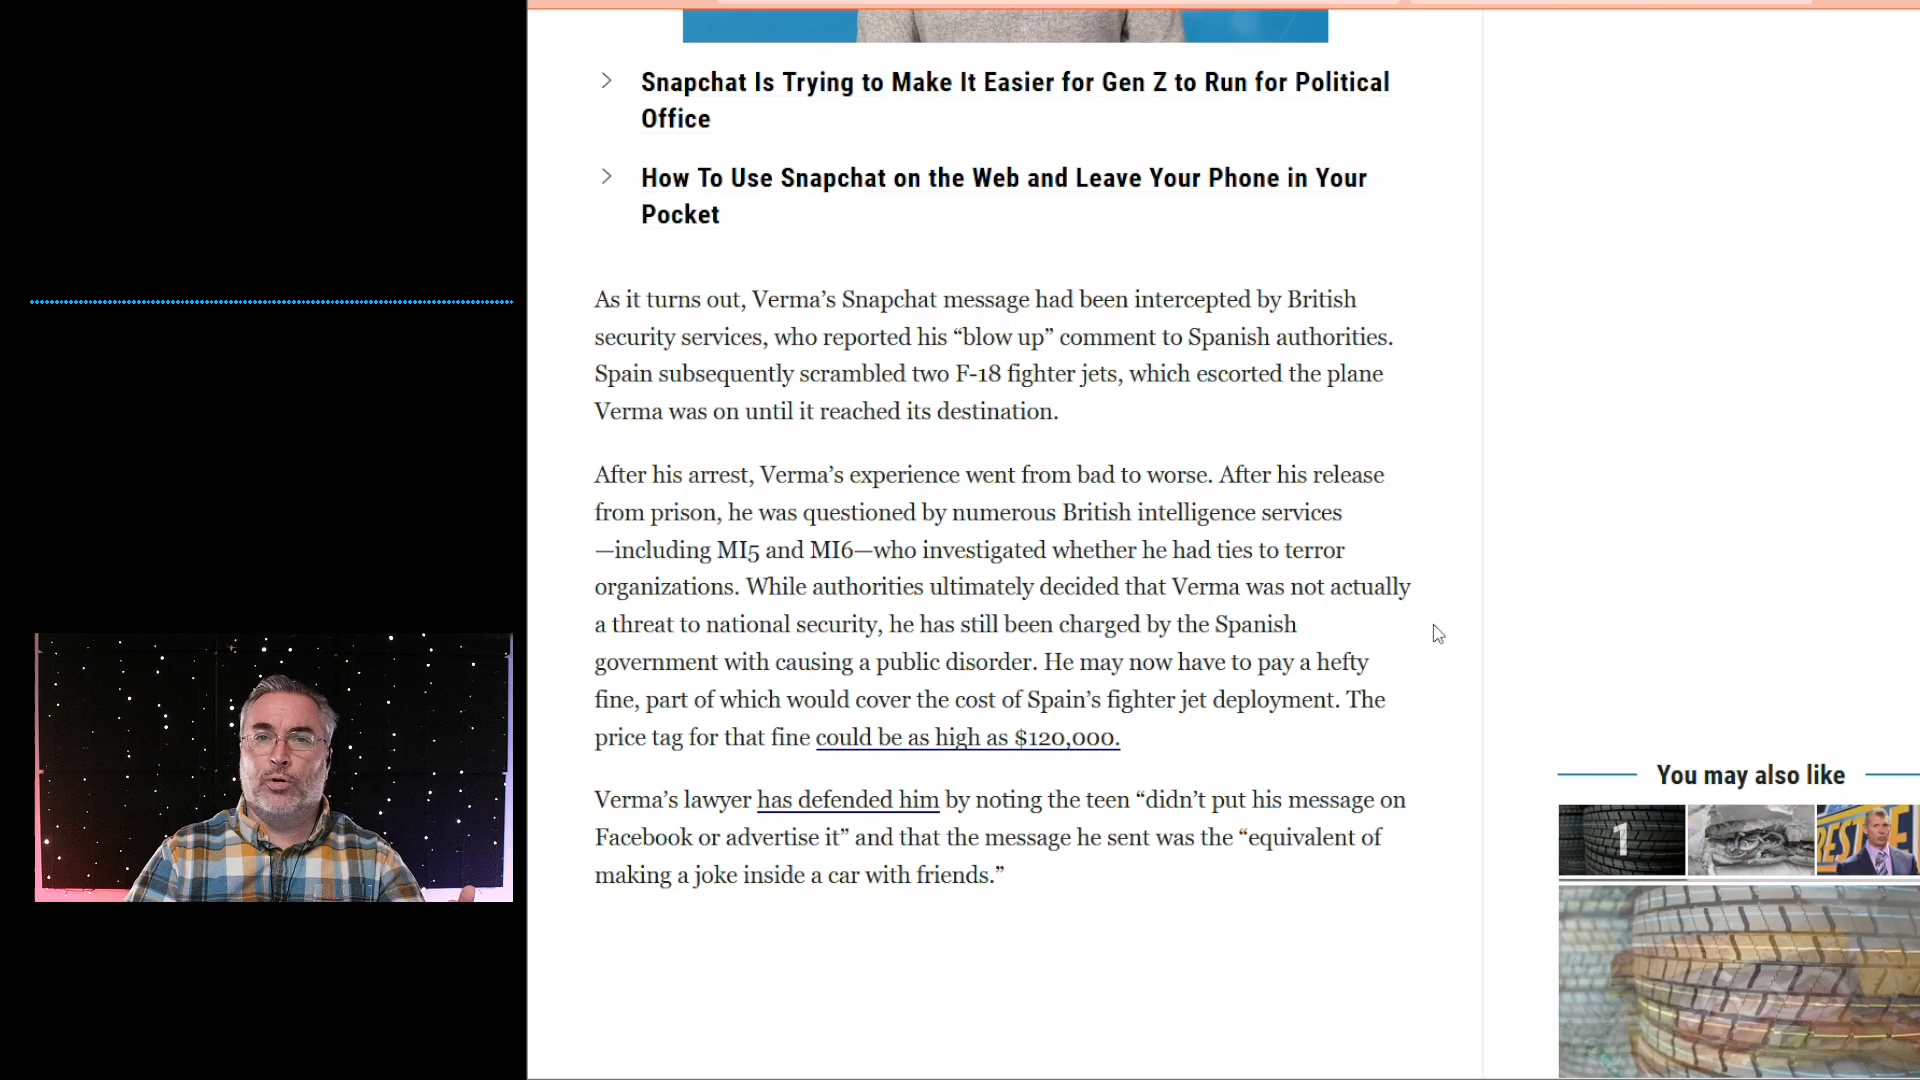 Snapchat Is Trying to Make It Easier for Gen Z to Run for Political
Office
How To Use Snapchat on the Web and Leave Your Phone in Your
Pocket
As it turns out, Verma’s Snapchat message had been intercepted by British
security services, who reported his “blow up” comment to Spanish authorities.
Spain subsequently scrambled two F-18 fighter jets, which escorted the plane
Verma was on until it reached its destination.
After his arrest, Verma’s experience went from bad to worse. After his release
from prison, he was questioned by numerous British intelligence services
—including MI5 and MI6—who investigated whether he had ties to terror
organizations. While authorities ultimately decided that Verma was not actually
a threat to national security, he has still been charged by the Spanish
government with causing a public disorder. He may now have to pay a hefty
fine, part of which would cover the cost of Spain’s fighter jet deployment. The
price tag for that fine could be as high as $120,000.
Verma’s lawyer has defended him by noting the teen “didn’t put his message on
Facebook or advertise it” and that the message he sent was the “equivalent of
making a joke inside a car with friends.”
You may also like
1